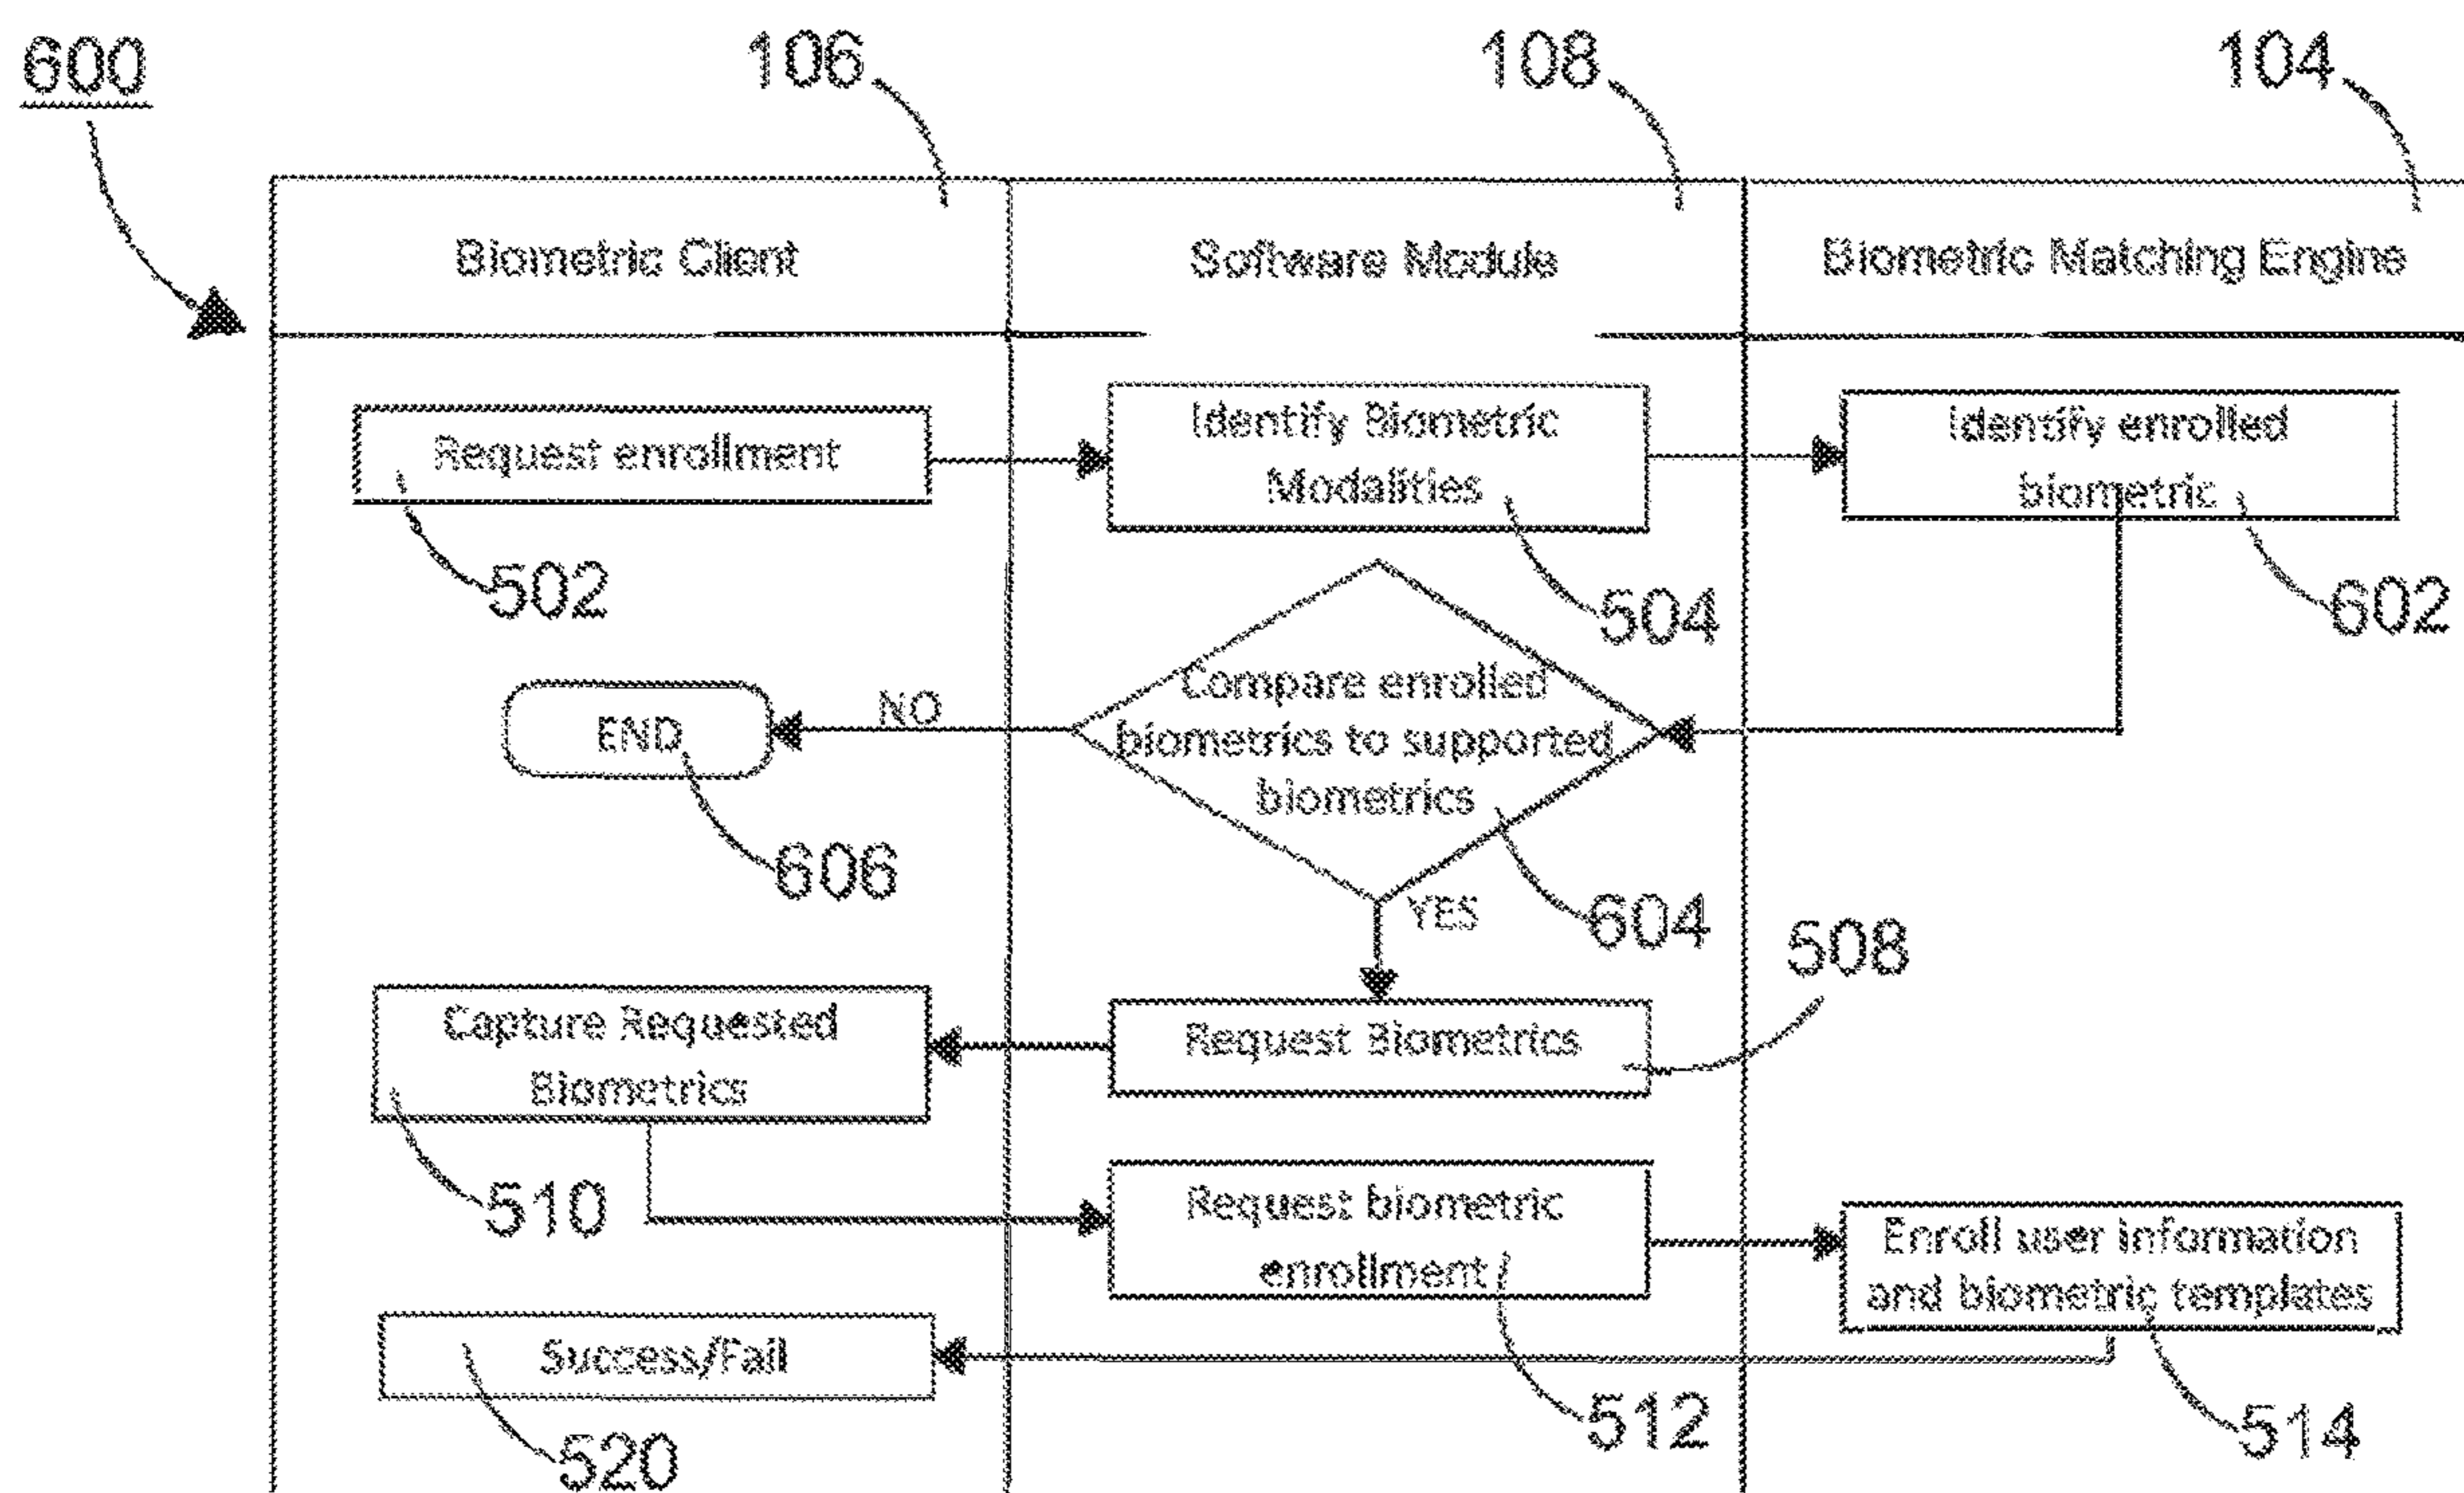 600
106
108
104
Biometric Client
Software Module
Biometric Matching Engine
Request enrollment
Identify Biometric
Modalities
Identify enrolled
biometric
502
504
602
Compare enrolled
biometrics to supported
biometrics
NO
END
606
YES
604
508
Capture Requested
Biometrics
Request Biometrics
510
Request biometric
enrollment
Enroll user information
and biometric templates
Success/Fail
512
514
520